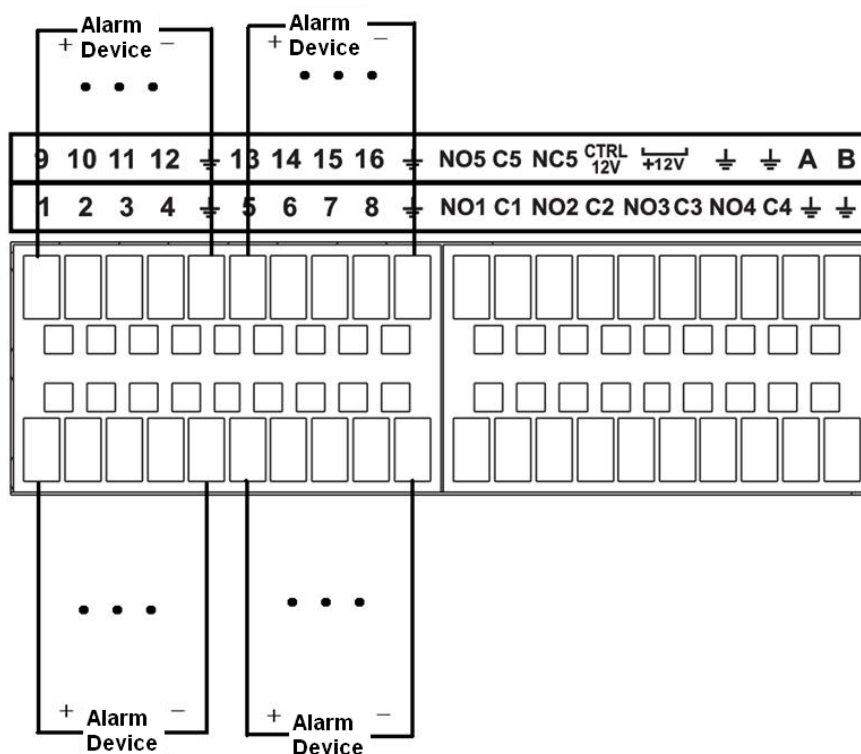 Alarm
+ Device −
Alarm
+ Device −
9 10 11 12 ⏚ 13 14 15 16 ⏚ NO5 C5 NC5 CTRL 12V +12V ⏚ ⏚ A B
1 2 3 4 ⏚ 5 6 7 8 ⏚ NO1 C1 NO2 C2 NO3 C3 NO4 C4 ⏚ ⏚
+ Alarm −
Device
+ Alarm −
Device